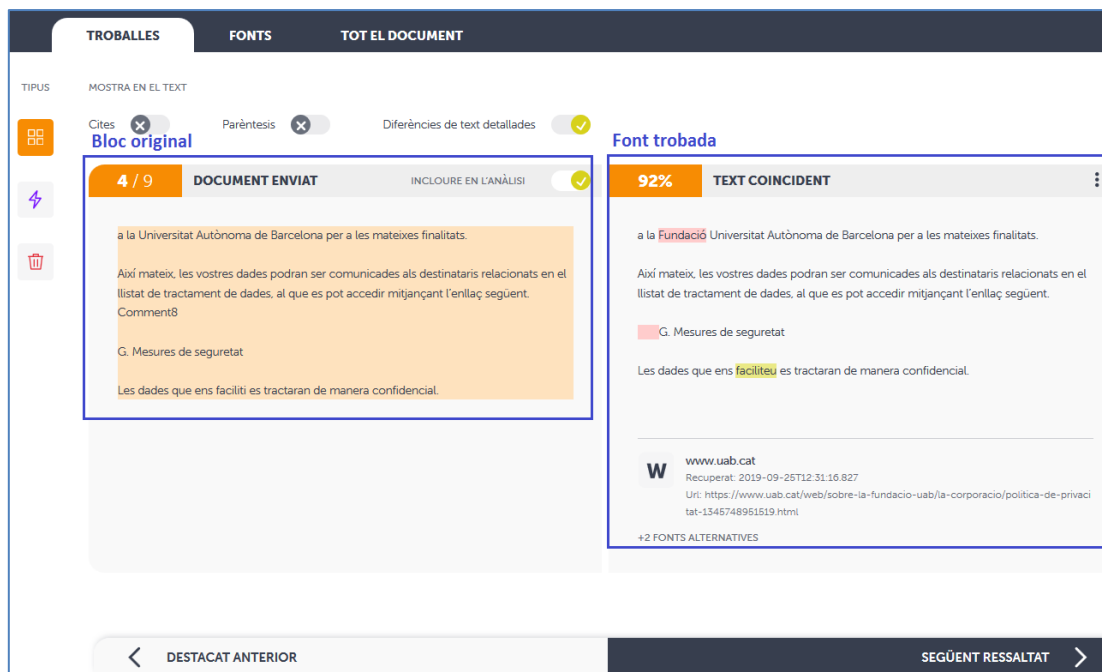 TROBALLES
FONTS
TOT EL DOCUMENT
TIPUS
MOSTRA EN EL TEXT
Cites
Parèntesis
Diferències de text detallades
Bloc original
Font trobada
4 / 9
DOCUMENT ENVIAT
INCLOURE EN L'ANÀLISI
92%
TEXT COINCIDENT
a la Universitat Autònoma de Barcelona per a les mateixes finalitats.
Així mateix, les vostres dades podran ser comunicades als destinataris relacionats en el
llistat de tractament de dades, al que es pot accedir mitjançant l'enllaç següent.
Comment8
G. Mesures de seguretat
Les dades que ens faciliti es tractaran de manera confidencial.
a la Fundació Universitat Autònoma de Barcelona per a les mateixes finalitats.
Així mateix, les vostres dades podran ser comunicades als destinataris relacionats en el
llistat de tractament de dades, al que es pot accedir mitjançant l'enllaç següent.
G. Mesures de seguretat
Les dades que ens faciliteu es tractaran de manera confidencial.
W
www.uab.cat
Recuperat: 2019-09-25T12:31:16.827
Url: https://www.uab.cat/web/sobre-la-fundacio-uab/la-corporacio/politica-de-privaci
tat-1345748951519.html
+2 FONTS ALTERNATIVES
DESTACAT ANTERIOR
SEGÜENT RESSALTAT